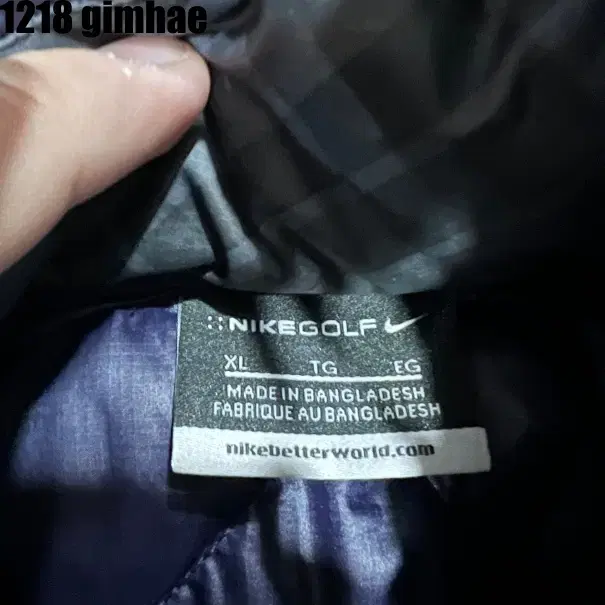 1218 gimhae
NIKEGOLF
XL TG EG
MADE IN BANGLADESH
FABRIQUE AU BANGLADESH
nikebetterworld.com